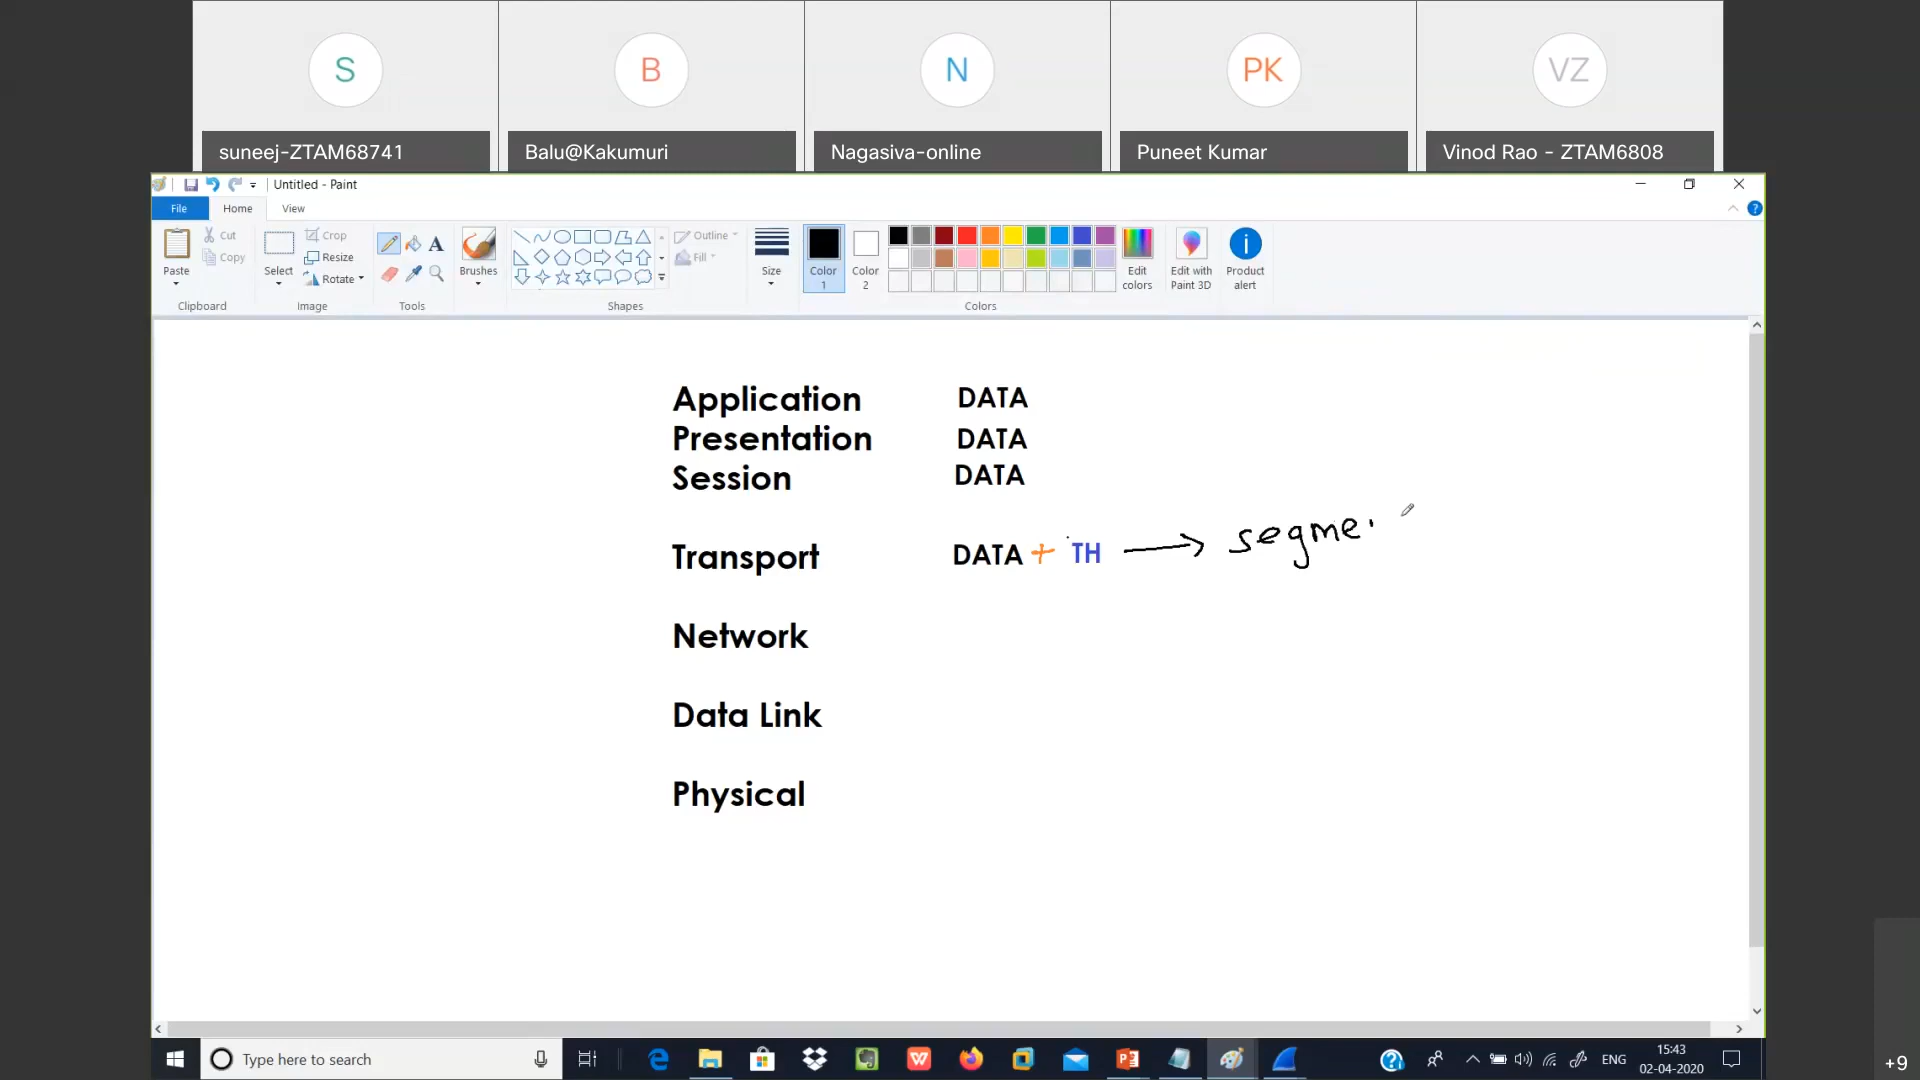 S B N PK VZ
suneej-ZTAM68741 Balu@Kakumuri Nagasiva-online Puneet Kumar Vinod Rao - ZTAM6808
Untitled - Paint
File Home View
Paste Cut Copy Select Crop Resize Rotate A Brushes Outline Fill Size Color 1 Color 2 Edit colors Edit with Paint 3D Product alert
Clipboard Image Tools Shapes Colors
Application DATA
Presentation DATA
Session DATA
Transport DATA + TH → segme
Network
Data Link
Physical
Type here to search ENG 15:43
02-04-2020
+9